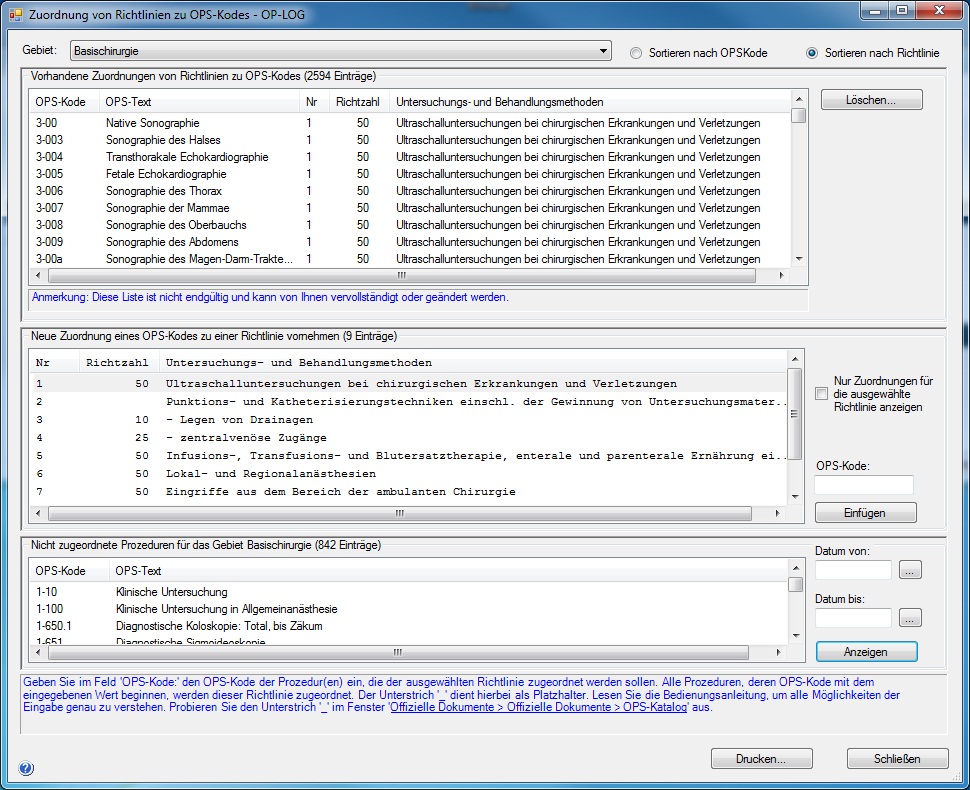 Zuordnung von Richtlinien zu OPS-Kodes - OP-LOG
Gebiet: Basischirurgie Sortieren nach OPSKode Sortieren nach Richtlinie
Vorhandene Zuordnungen von Richtlinien zu OPS-Kodes (2594 Einträge)
OPS-Kode OPS-Text Nr Richtzahl Untersuchungs- und Behandlungsmethoden Löschen...
3-00 Native Sonographie 1 50 Ultraschalluntersuchungen bei chirurgischen Erkrankungen und Verletzungen
3-003 Sonographie des Halses 1 50 Ultraschalluntersuchungen bei chirurgischen Erkrankungen und Verletzungen
3-004 Transthorakale Echokardiographie 1 50 Ultraschalluntersuchungen bei chirurgischen Erkrankungen und Verletzungen
3-005 Fetale Echokardiographie 1 50 Ultraschalluntersuchungen bei chirurgischen Erkrankungen und Verletzungen
3-006 Sonographie des Thorax 1 50 Ultraschalluntersuchungen bei chirurgischen Erkrankungen und Verletzungen
3-007 Sonographie der Mammae 1 50 Ultraschalluntersuchungen bei chirurgischen Erkrankungen und Verletzungen
3-008 Sonographie des Oberbauchs 1 50 Ultraschalluntersuchungen bei chirurgischen Erkrankungen und Verletzungen
3-009 Sonographie des Abdomens 1 50 Ultraschalluntersuchungen bei chirurgischen Erkrankungen und Verletzungen
3-00a Sonographie des Magen-Darm-Trakte... 1 50 Ultraschalluntersuchungen bei chirurgischen Erkrankungen und Verletzungen
Anmerkung: Diese Liste ist nicht endgültig und kann von Ihnen vervollständigt oder geändert werden.
Neue Zuordnung eines OPS-Kodes zu einer Richtlinie vornehmen (9 Einträge)
Nr Richtzahl Untersuchungs- und Behandlungsmethoden
1 50 Ultraschalluntersuchungen bei chirurgischen Erkrankungen und Verletzungen
2 Punktions- und Katheterisierungstechniken einschl. der Gewinnung von Untersuchungsmater..
3 10 - Legen von Drainagen
4 25 - zentralvenöse Zugänge
5 50 Infusions-, Transfusions- und Blutersatztherapie, enterale und parenterale Ernährung ei..
6 50 Lokal- und Regionalanästhesien
7 50 Eingriffe aus dem Bereich der ambulanten Chirurgie
Nur Zuordnungen für
die ausgewählte
Richtlinie anzeigen
OPS-Kode:
Einfügen
Nicht zugeordnete Prozeduren für das Gebiet Basischirurgie (842 Einträge)
OPS-Kode OPS-Text
1-10 Klinische Untersuchung
1-100 Klinische Untersuchung in Allgemeinanästhesie
1-650.1 Diagnostische Koloskopie: Total, bis Zäkum
1-651 Diagnostische Sigmoideoskopie
Datum von:
...
Datum bis:
...
Anzeigen
Geben Sie im Feld 'OPS-Kode:' den OPS-Kode der Prozedur(en) ein, die der ausgewählten Richtlinie zugeordnet werden sollen. Alle Prozeduren, deren OPS-Kode mit dem
eingegebenen Wert beginnen, werden dieser Richtlinie zugeordnet. Der Unterstrich '_' dient hierbei als Platzhalter. Lesen Sie die Bedienungsanleitung, um alle Möglichkeiten der
Eingabe genau zu verstehen. Probieren Sie den Unterstrich '_' im Fenster 'Offizielle Dokumente > Offizielle Dokumente > OPS-Katalog' aus.
? Drucken... Schließen